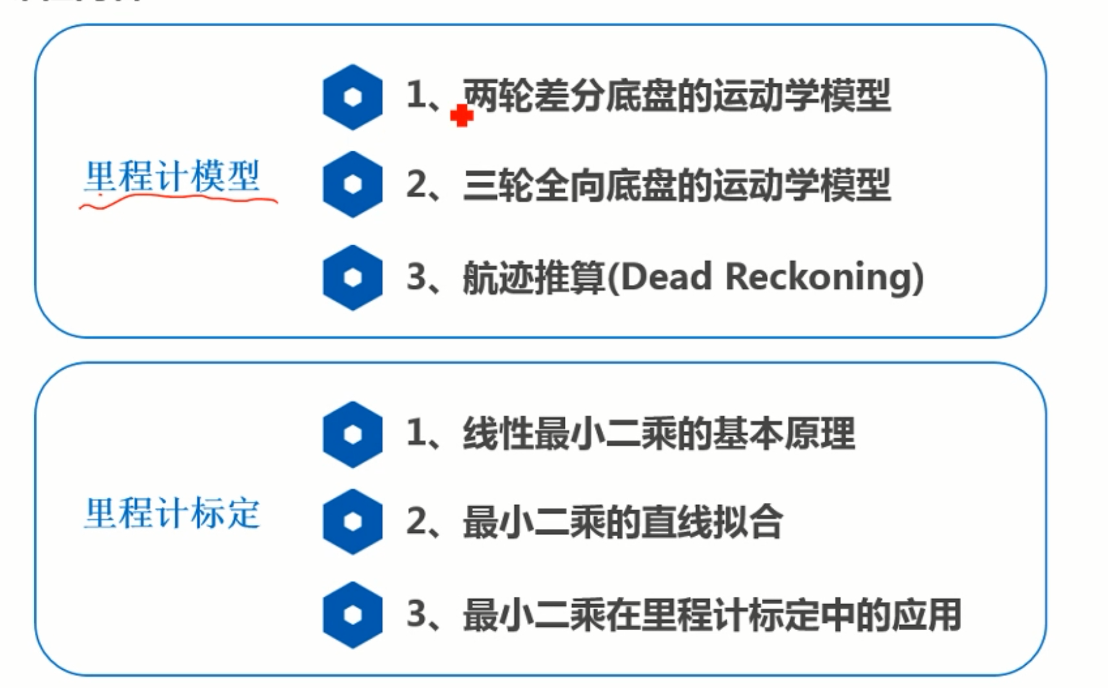 里程计模型
1、两轮差分底盘的运动学模型
2、三轮全向底盘的运动学模型
3、航迹推算(Dead Reckoning)
里程计标定
1、线性最小二乘的基本原理
2、最小二乘的直线拟合
3、最小二乘在里程计标定中的应用